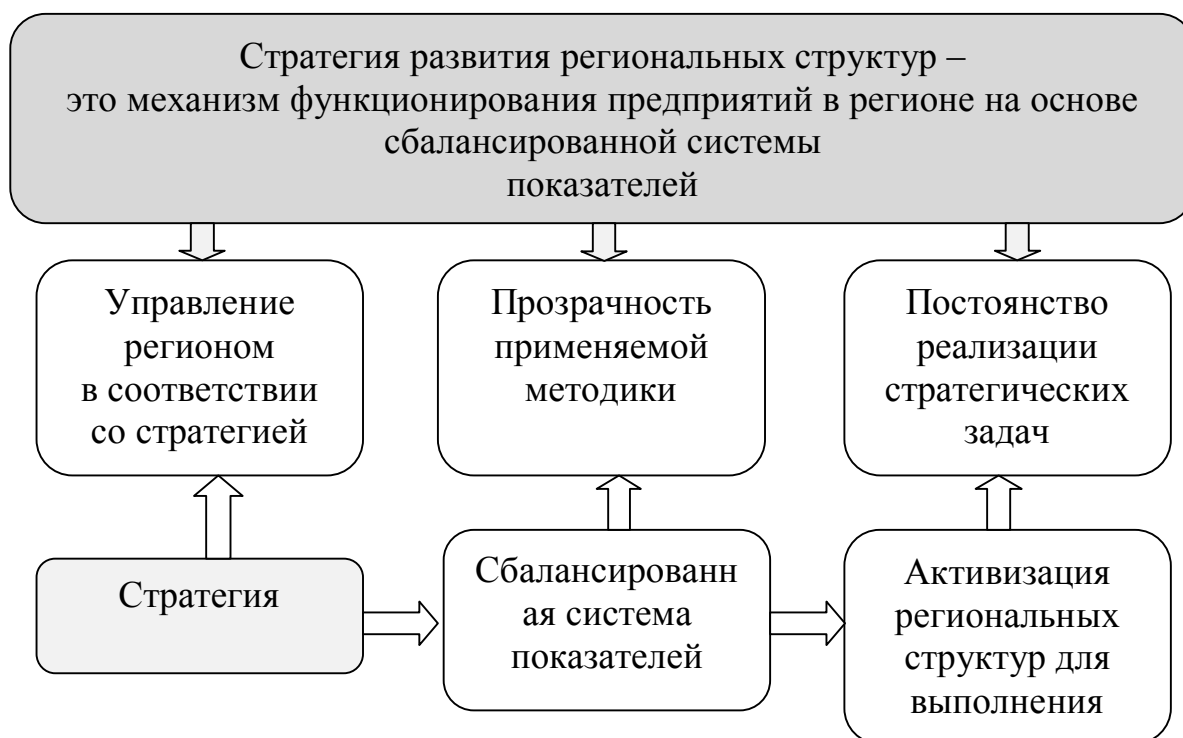 Стратегия развития региональных структур –
это механизм функционирования предприятий в регионе на основе
сбалансированной системы
показателей
Управление
регионом
в соответствии
со стратегией
Прозрачность
применяемой
методики
Постоянство
реализации
стратегических
задач
Стратегия
Сбалансированн
ая система
показателей
Активизация
региональных
структур для
выполнения